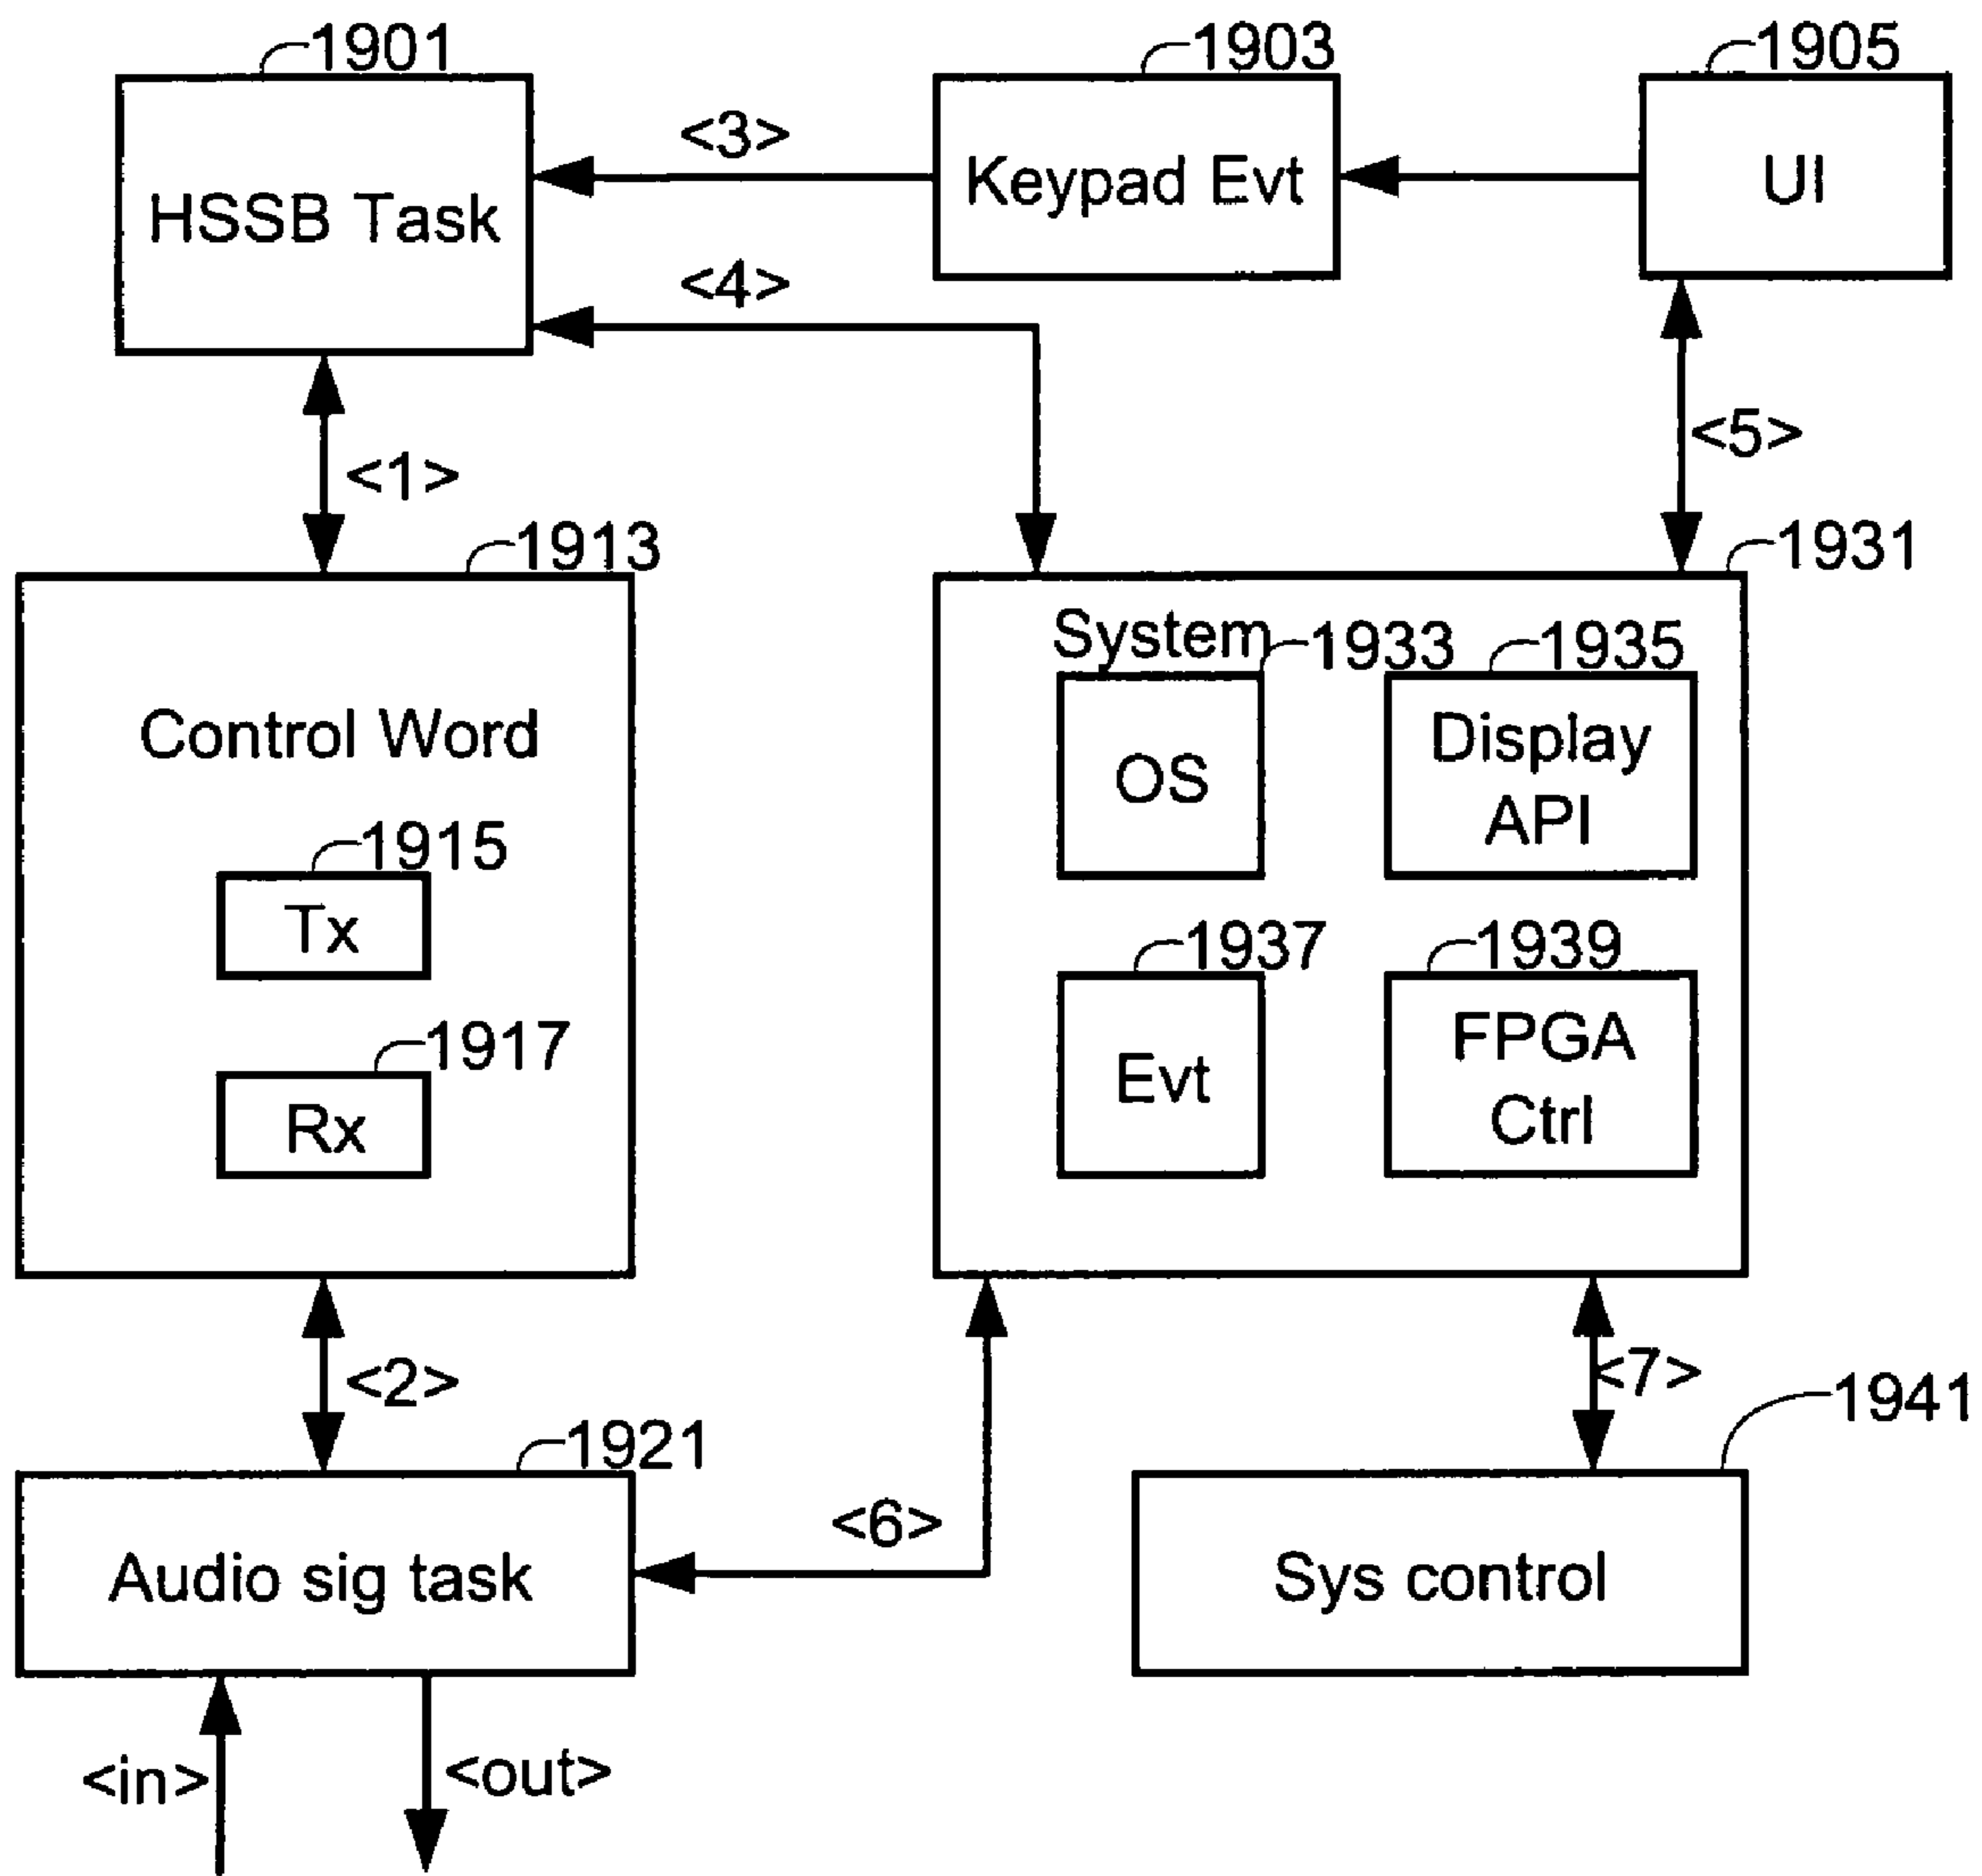 1901
1903
1905
HSSB Task
<3>
Keypad Evt
UI
<4>
<1>
<5>
1913
1931
Control Word
1915
Tx
1917
Rx
System
1933
1935
OS
Display
API
1937
1939
Evt
FPGA
Ctrl
<2>
<7>
1921
1941
Audio sig task
<6>
Sys control
<in>
<out>